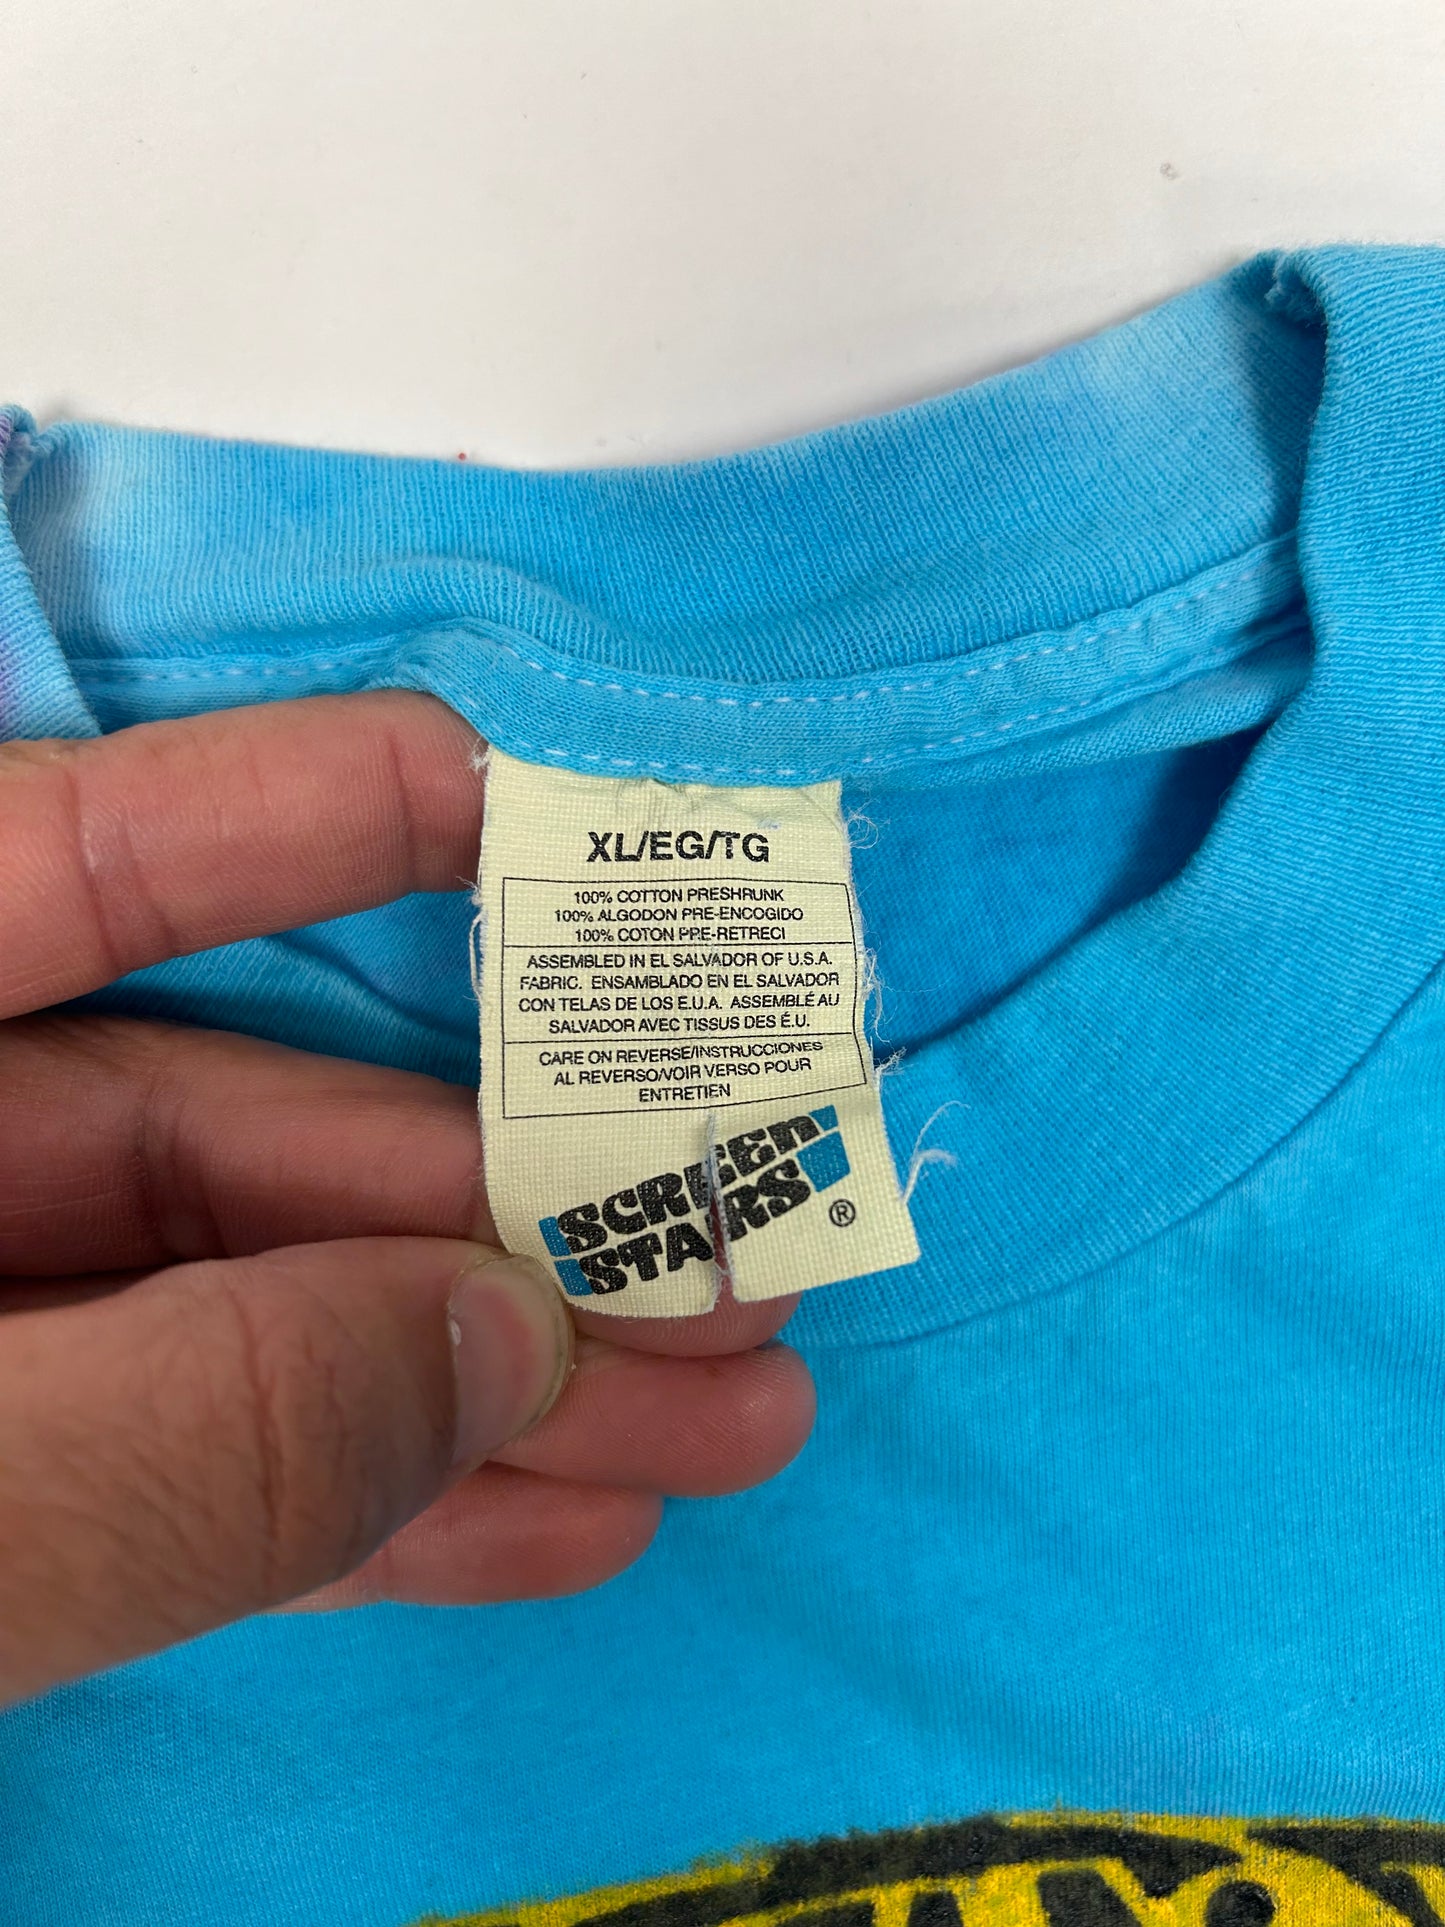 XL/EG/TG
100% COTTON PRESHRUNK
100% ALGODON PRE-ENCOGIDO
100% COTON PRE-RETRECI
ASSEMBLED IN EL SALVADOR OF U.S.A.
FABRIC. ENSAMBLADO EN EL SALVADOR
CON TELAS DE LOS E.U.A. ASSEMBLÉ AU
SALVADOR AVEC TISSUS DES É.U.
CARE ON REVERSE/INSTRUCCIONES
AL REVERSO/VOIR VERSO POUR
ENTRETIEN
SCREEN
STARS ®